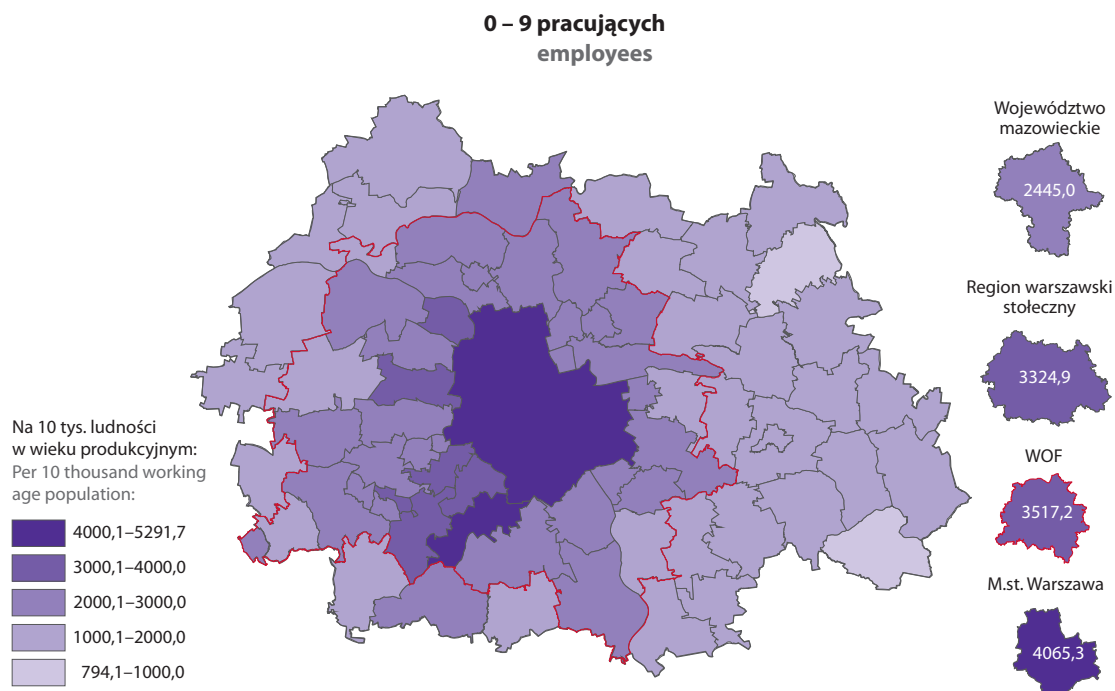 0 – 9 pracujących
employees
Województwo
mazowieckie
2445,0
Region warszawski
stołeczny
3324,9
WOF
3517,2
M.st. Warszawa
4065,3
Na 10 tys. ludności
w wieku produkcyjnym:
Per 10 thousand working
age population:
4000,1–5291,7
3000,1–4000,0
2000,1–3000,0
1000,1–2000,0
794,1–1000,0